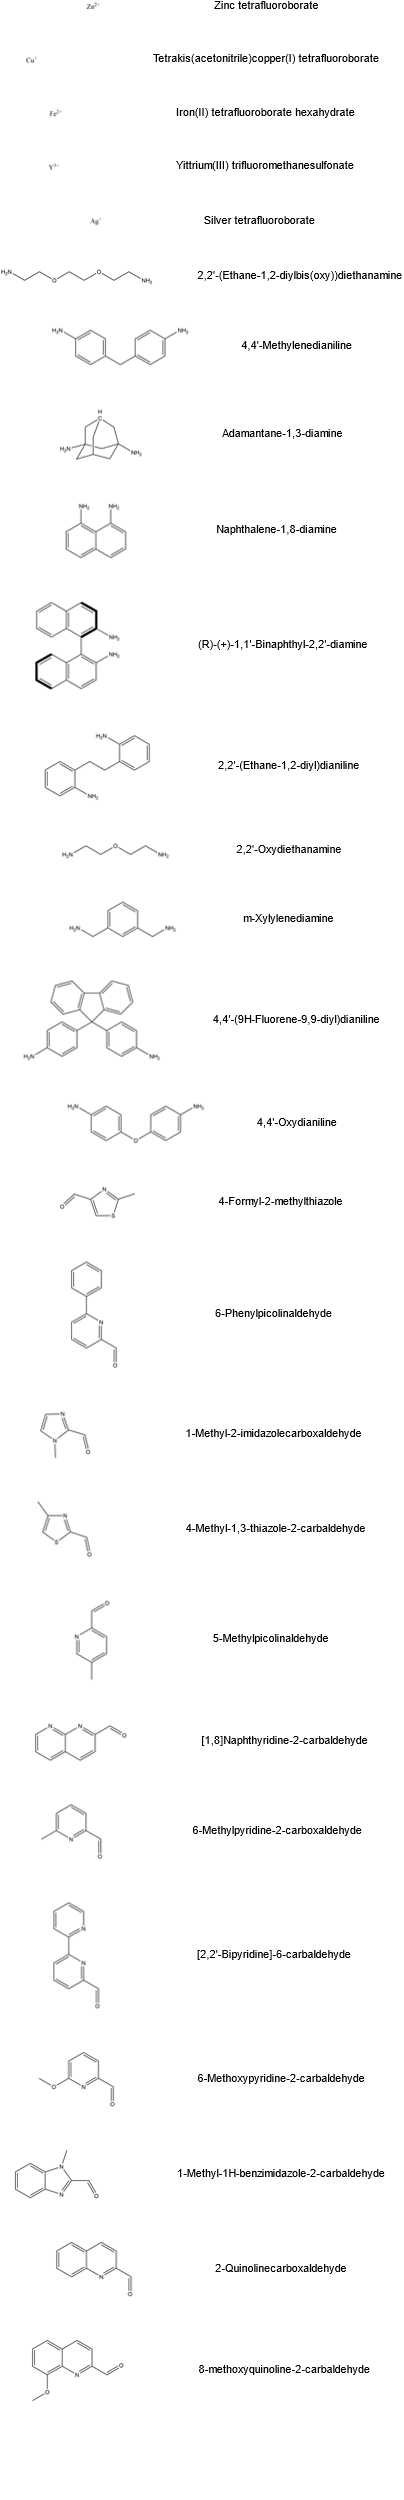 Zn²⁺ Zinc tetrafluoroborate
Cu⁺ Tetrakis(acetonitrile)copper(I) tetrafluoroborate
Fe²⁺ Iron(II) tetrafluoroborate hexahydrate
Y³⁺ Yittrium(III) trifluoromethanesulfonate
Ag⁺ Silver tetrafluoroborate
H₂N O O NH₂ 2,2'-(Ethane-1,2-diylbis(oxy))diethanamine
H₂N NH₂ 4,4'-Methylenedianiline
H C H₂N NH₂ Adamantane-1,3-diamine
NH₂ NH₂ Naphthalene-1,8-diamine
NH₂ NH₂ (R)-(+)-1,1'-Binaphthyl-2,2'-diamine
H₂N NH₂ 2,2'-(Ethane-1,2-diyl)dianiline
H₂N O NH₂ 2,2'-Oxydiethanamine
NH₂ NH₂ m-Xylylenediamine
H₂N NH₂ 4,4'-(9H-Fluorene-9,9-diyl)dianiline
H₂N O NH₂ 4,4'-Oxydianiline
O N S 4-Formyl-2-methylthiazole
N O 6-Phenylpicolinaldehyde
N N O 1-Methyl-2-imidazolecarboxaldehyde
N S O 4-Methyl-1,3-thiazole-2-carbaldehyde
O N 5-Methylpicolinaldehyde
N N O [1,8]Naphthyridine-2-carbaldehyde
N O 6-Methylpyridine-2-carboxaldehyde
N N O [2,2'-Bipyridine]-6-carbaldehyde
O N O 6-Methoxypyridine-2-carbaldehyde
N N O 1-Methyl-1H-benzimidazole-2-carbaldehyde
N O 2-Quinolinecarboxaldehyde
N O O 8-methoxyquinoline-2-carbaldehyde